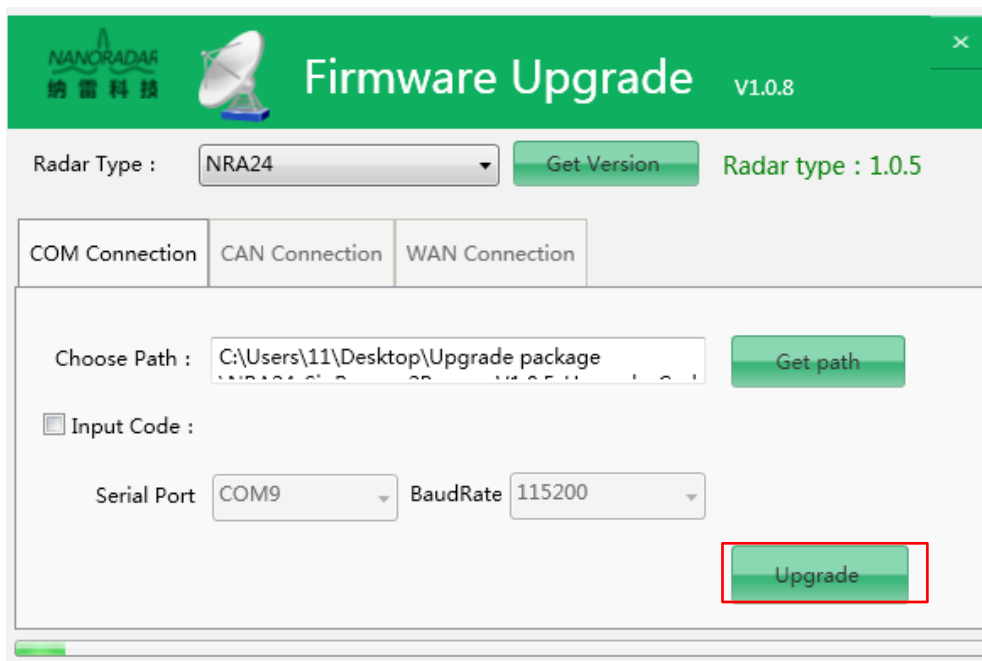 NANORADAR
纳雷科技
Firmware Upgrade V1.0.8
×
Radar Type : NRA24 Get Version Radar type : 1.0.5
COM Connection CAN Connection WAN Connection
Choose Path : C:\Users\11\Desktop\Upgrade package Get path
Input Code :
Serial Port COM9 BaudRate 115200
Upgrade